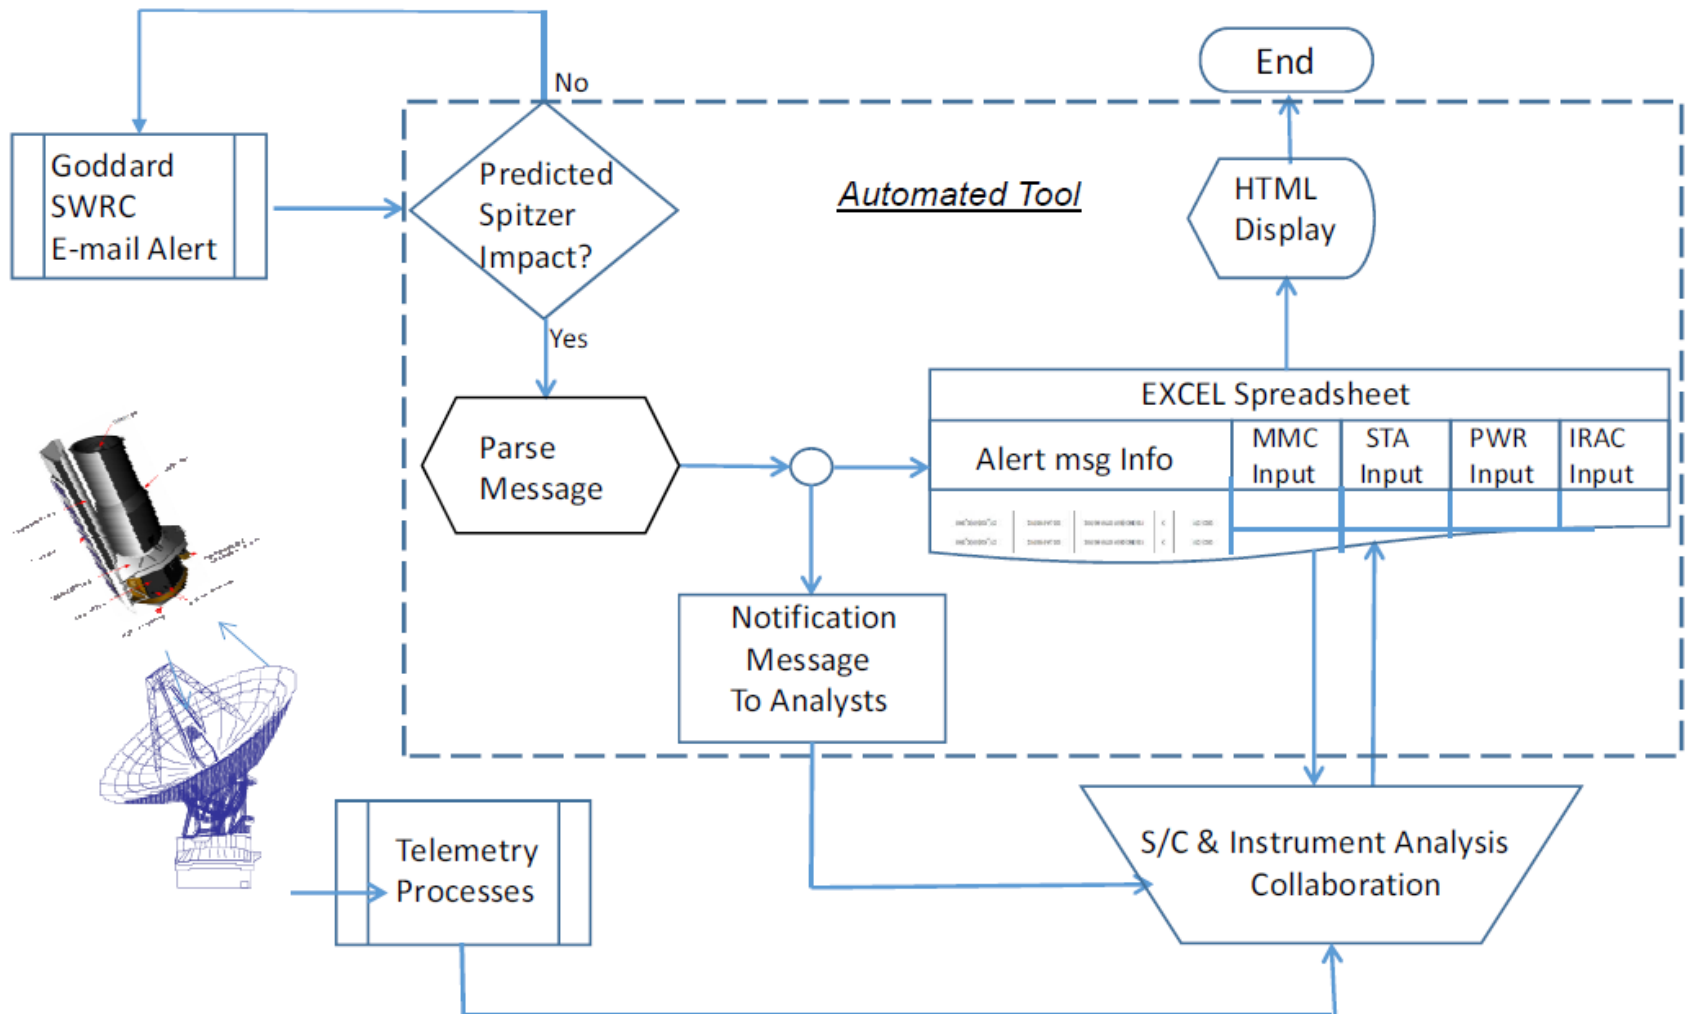 No
End
Goddard
SWRC
E-mail Alert
Predicted
Spitzer
Impact?
Automated Tool
HTML
Display
Yes
Parse
Message
EXCEL Spreadsheet
Alert msg Info
MMC
Input
STA
Input
PWR
Input
IRAC
Input
Notification
Message
To Analysts
Telemetry
Processes
S/C & Instrument Analysis
Collaboration